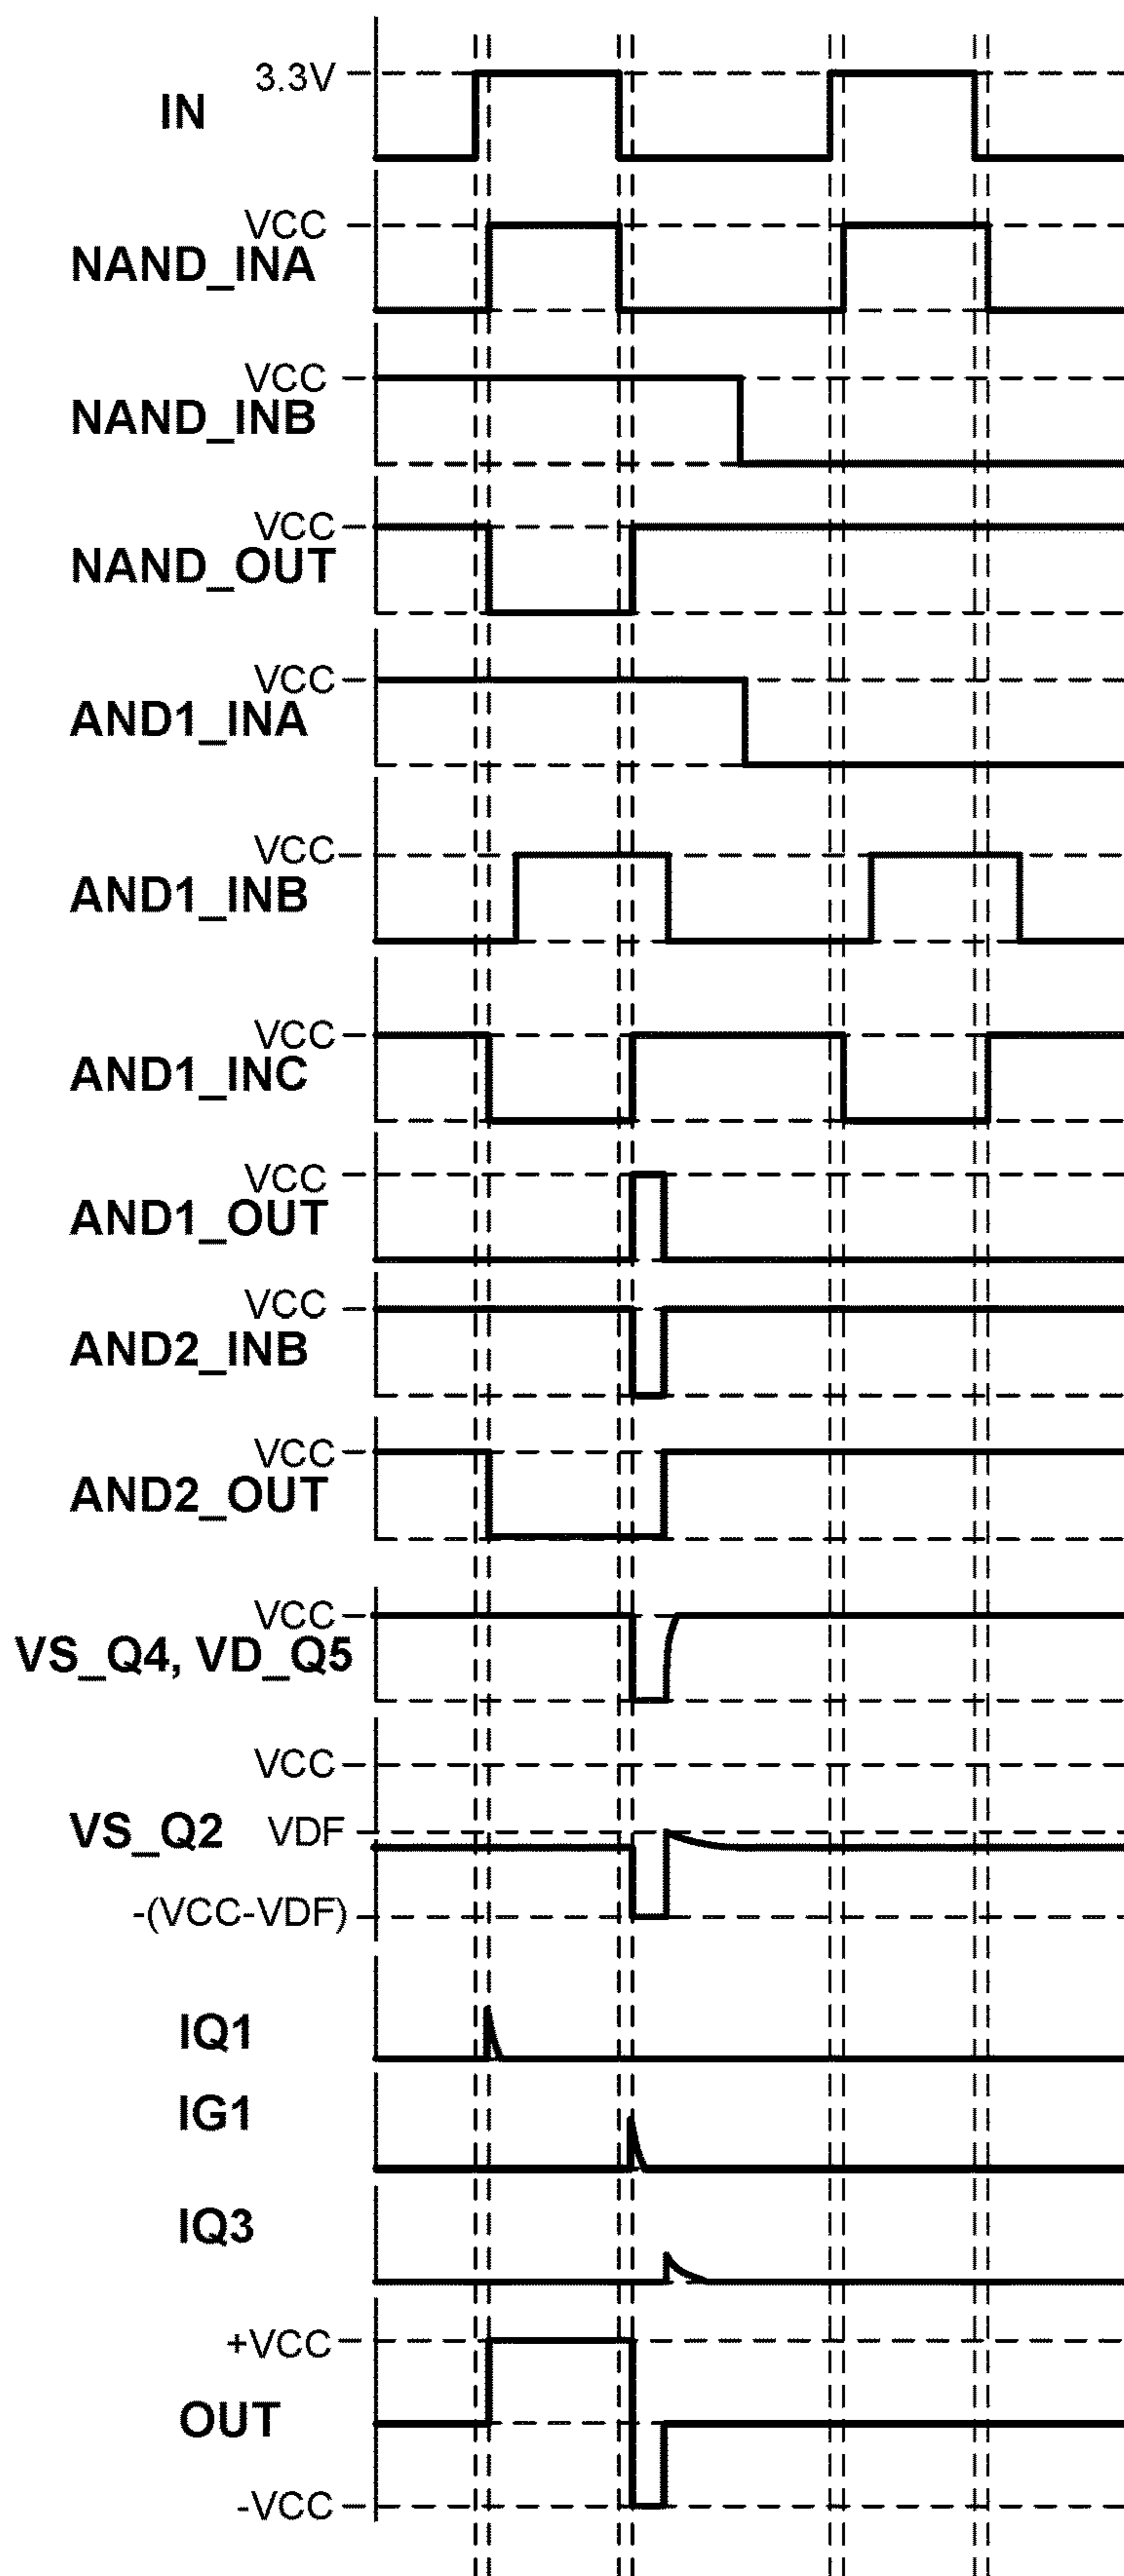 3.3V
IN
VCC
NAND_INA
VCC
NAND_INB
VCC
NAND_OUT
VCC
AND1_INA
VCC
AND1_INB
VCC
AND1_INC
VCC
AND1_OUT
VCC
AND2_INB
VCC
AND2_OUT
VCC
VS_Q4, VD_Q5
VCC
VS_Q2 VDF
-(VCC-VDF)
IQ1
IG1
IQ3
+VCC
OUT
-VCC